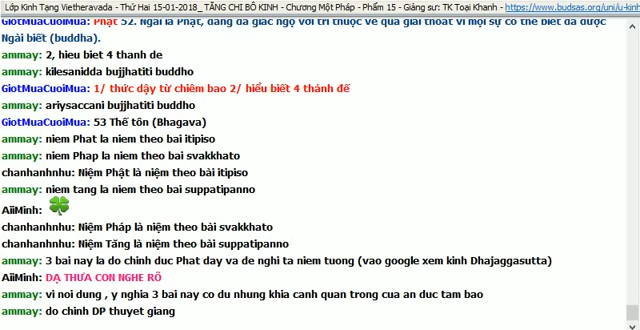 Lớp Kinh Tạng Vietheravada - Thứ Hai 15-01-2018_ TĂNG CHI BỘ KINH - Chương Một Pháp - Phẩm 15 - Giảng sư: TK Toại Khanh - https://www.budsas.org/uni/u-kinh
GiotMuaCuoiMua: Phật 52. Ngài là Phật, đấng đã giác ngộ với trí thuộc về quả giải thoát vì mọi sự có thể biết đã được
Ngài biết (buddha).
ammay: 2, hieu biet 4 thanh de
ammay: kilesanidda bujjhatiti buddho
GiotMuaCuoiMua: 1/ thức dậy từ chiêm bao 2/ hiểu biết 4 thánh đế
ammay: ariysaccani bujjhatiti buddho
GiotMuaCuoiMua: 53 Thế tôn (Bhagava)
ammay: niem Phat la niem theo bai itipiso
ammay: niem Phap la niem theo bai svakkhato
chanhanhnhu: Niệm Phật là niệm theo bài itipiso
ammay: niem tang la niem theo bai suppatipanno
AiiMinh:
chanhanhnhu: Niệm Pháp là niệm theo bài svakkhato
chanhanhnhu: Niệm Tăng là niệm theo bài suppatipanno
ammay: 3 bai nay la do chinh duc Phat day va de nghi ta niem tuong (vao google xem kinh Dhajaggasutta)
AiiMinh: DẠ THƯA CON NGHE RÕ
ammay: vi noi dung , y nghia 3 bai nay co du nhung khia canh quan trong cua an duc tam bao
ammay: do chinh DP thuyet giang